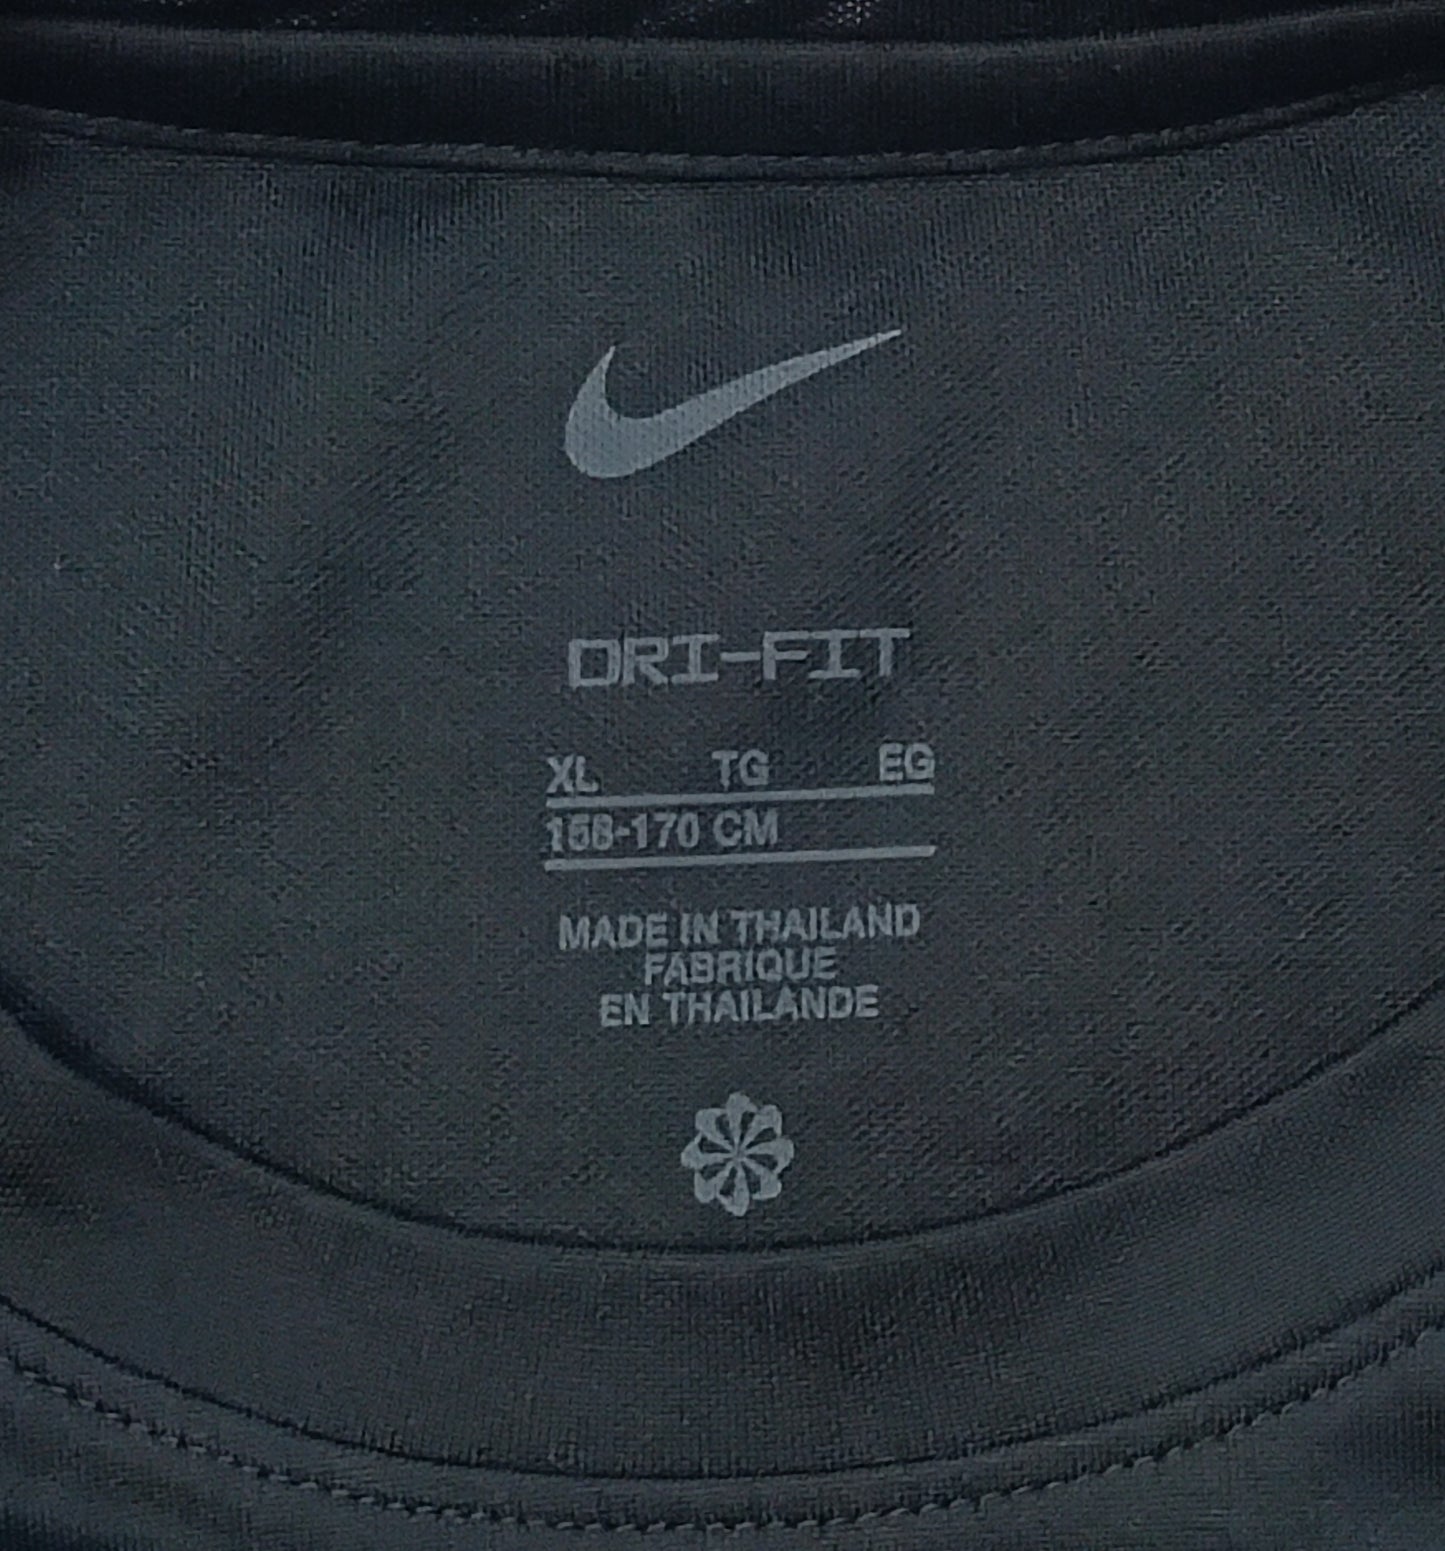 DRI-FIT
XL TG EG
158-170 CM
MADE IN THAILAND
FABRIQUE
EN THAILANDE